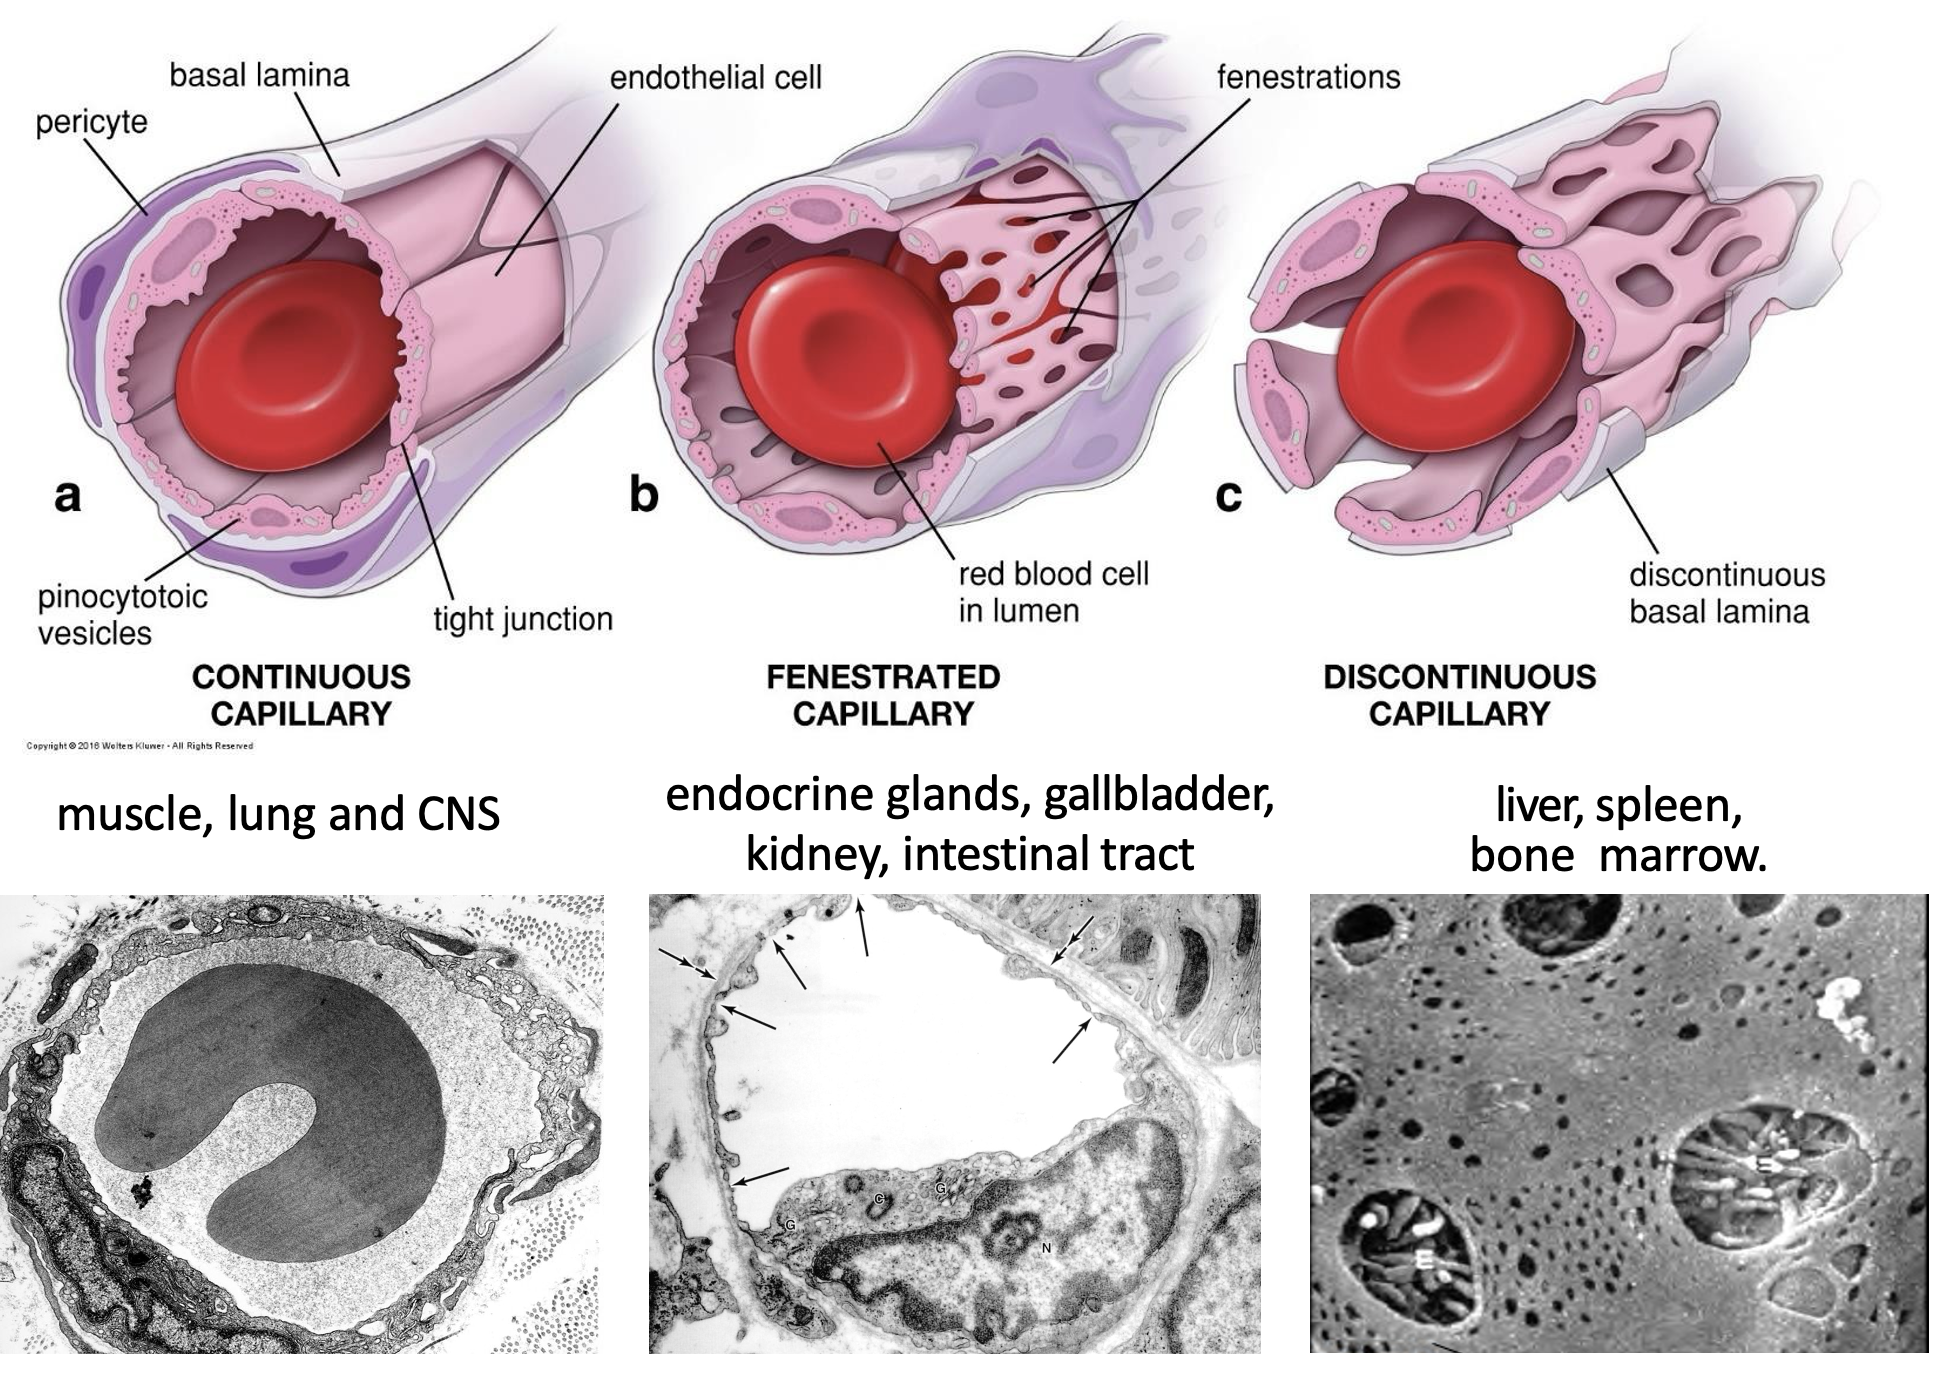 basal lamina
endothelial cell
fenestrations
pericyte
a
b
c
pinocytotoic
vesicles
tight junction
red blood cell
in lumen
discontinuous
basal lamina
CONTINUOUS
CAPILLARY
FENESTRATED
CAPILLARY
DISCONTINUOUS
CAPILLARY
Copyright © 2016 Wolters Kluwer - All Rights Reserved
muscle, lung and CNS
endocrine glands, gallbladder,
kidney, intestinal tract
liver, spleen,
bone marrow.
C
G
G
N
m
m